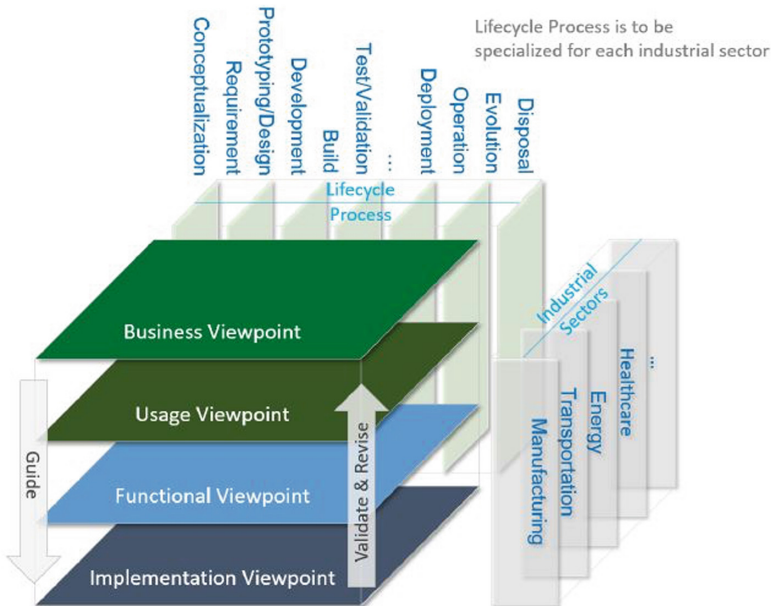 Lifecycle Process is to be
specialized for each industrial sector
Conceptualization
Requirement
Prototyping/Design
Development
Build
Test/Validation
...
Deployment
Operation
Evolution
Disposal
Lifecycle
Process
Business Viewpoint
Usage Viewpoint
Functional Viewpoint
Implementation Viewpoint
Guide
Validate & Revise
Industrial
Sectors
Manufacturing
Transportation
Energy
Healthcare
...